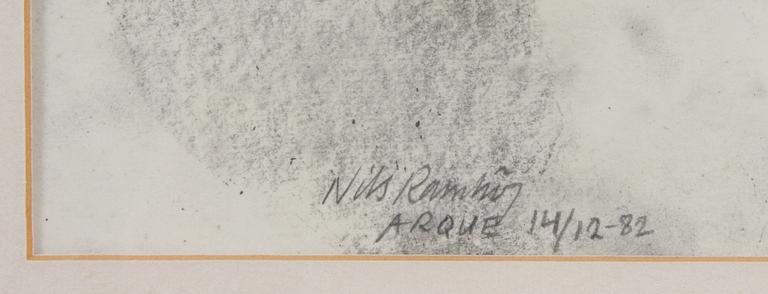 Nils Ramhöj
ARQUE 14/12-82